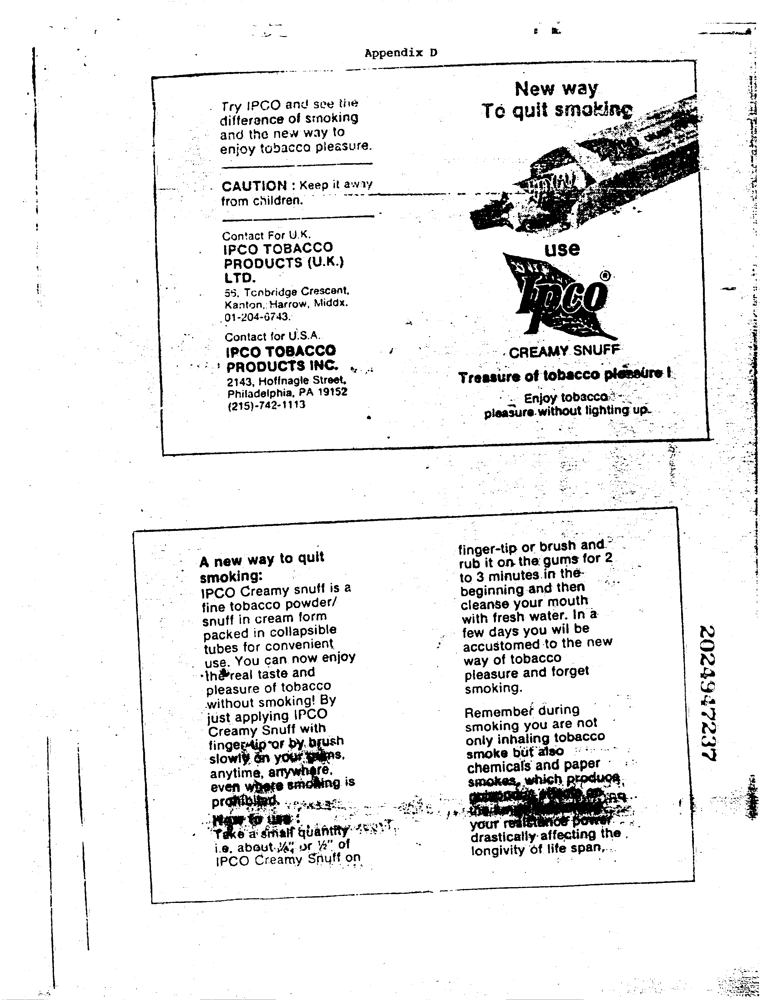 Appendix D
Try IPCO and see the
difference of smoking
and the new way to
enjoy tobacco pleasure.
CAUTION : Keep it away
from children.
Contact For U.K.
IPCO TOBACCO
PRODUCTS (U.K.)
LTD.
Tonbridge Crescent,
Kanton, Harrow, Middx.
01-204-6743.
Contact for U.S.A.
IPCO TOBACCO
PRODUCTS INC.
2143, Hoffnagle Street,
Philadelphia, PA 19152
(215)-742-1113
New way
To quit smoking
use
Ipco®
CREAMY SNUFF
Treasure of tobacco pleasure !
Enjoy tobacco
pleasure without lighting up.
A new way to quit
smoking:
IPCO Creamy snuff is a
fine tobacco powder/
snuff in cream form
packed in collapsible
tubes for convenient
use. You can now enjoy
the real taste and
pleasure of tobacco
without smoking! By
just applying IPCO
Creamy Snuff with
finger-tip or by brush
slowly on your gums,
anytime, anywhere,
even where smoking is
prohibited.
How to use :
Take a small quantity
i.e. about ¼" or ½" of
IPCO Creamy Snuff on
finger-tip or brush and
rub it on the gums for 2
to 3 minutes in the
beginning and then
cleanse your mouth
with fresh water. In a
few days you wil be
accustomed to the new
way of tobacco
pleasure and forget
smoking.
Remember during
smoking you are not
only inhaling tobacco
smoke but also
chemicals and paper
smokes, which produce
your resistance power
drastically affecting the
longivity of life span,
2024947237